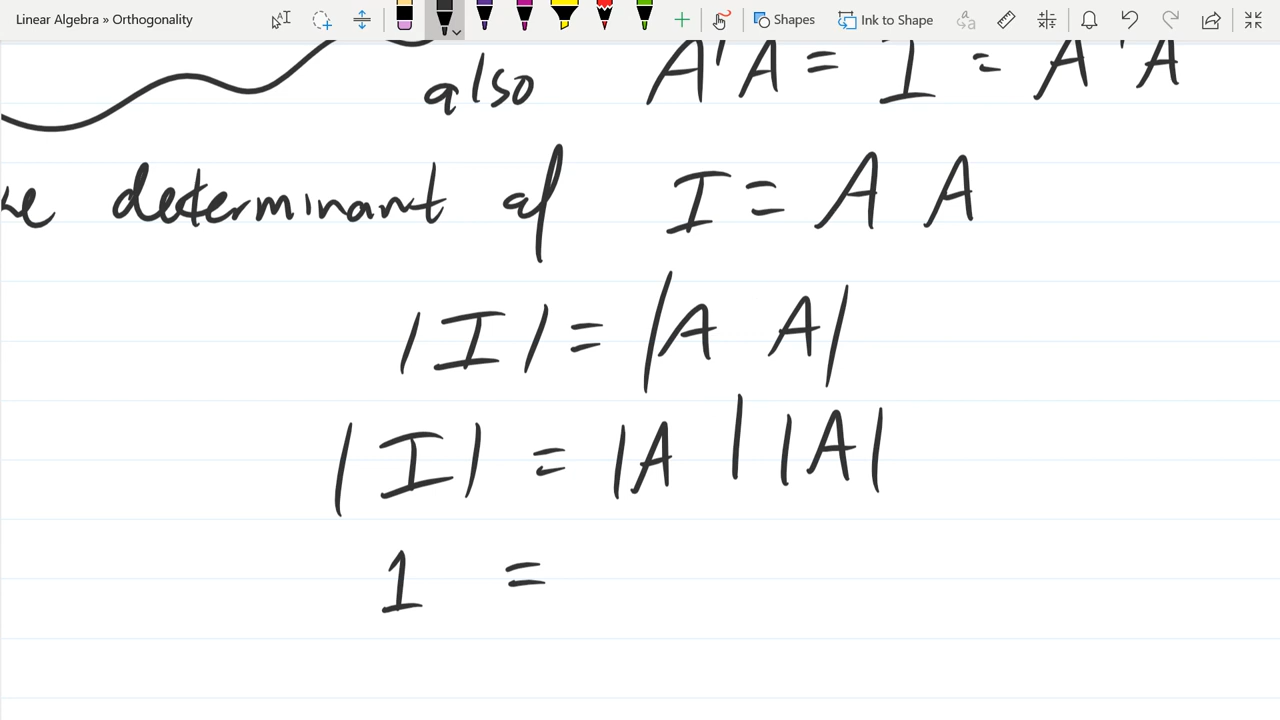 Linear Algebra » Orthogonality Shapes Ink to Shape
also A'A = I = A'A
determinant of I = A A
|I| = |A A|
|I| = |A | |A|
1 =